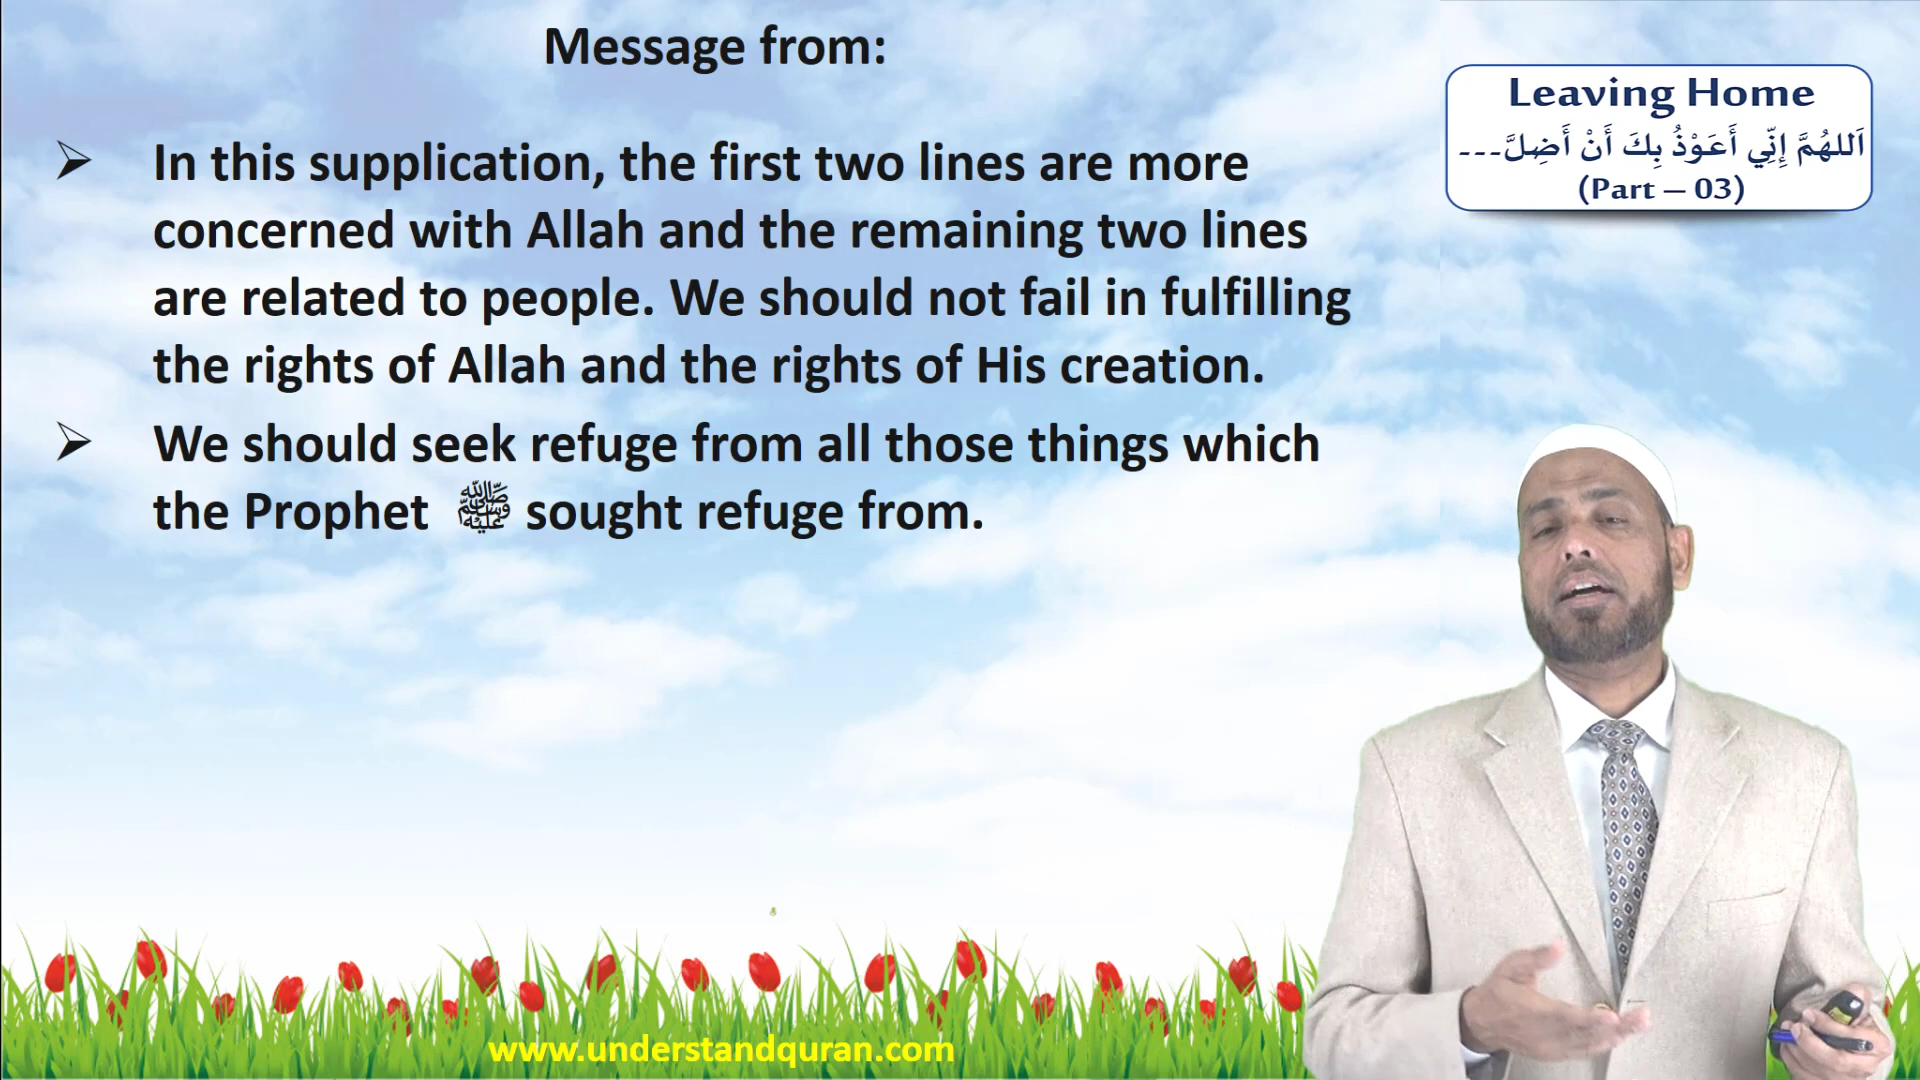 Message from:
Leaving Home
اَللهُمَّ إِنِّي أَعَوْذُ بِكَ أَنْ أَضِلَّ---
(Part – 03)
➢ In this supplication, the first two lines are more
concerned with Allah and the remaining two lines
are related to people. We should not fail in fulfilling
the rights of Allah and the rights of His creation.
➢ We should seek refuge from all those things which
the Prophet ﷺ sought refuge from.
www.understandquran.com